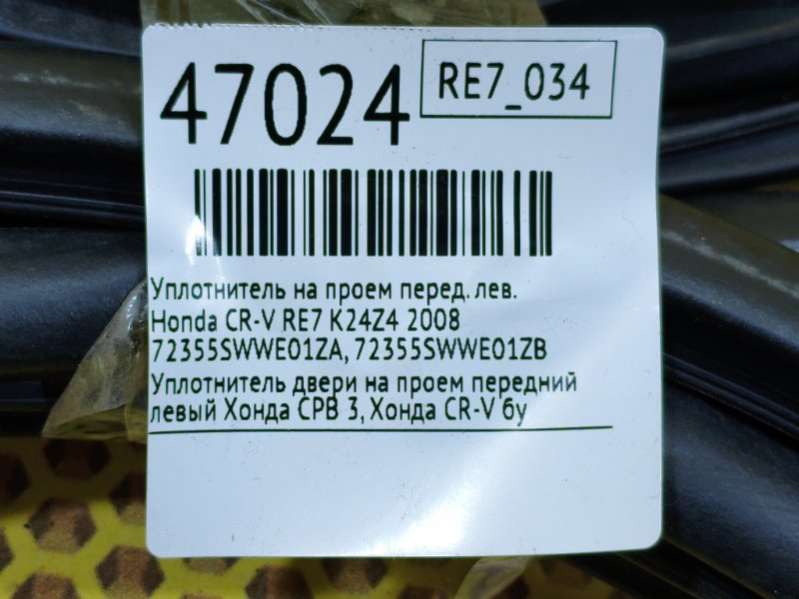 47024
RE7_034
Уплотнитель на проем перед. лев.
Honda CR-V RE7 K24Z4 2008
72355SWWE01ZA, 72355SWWE01ZB
Уплотнитель двери на проем передний
левый Хонда СРВ 3, Хонда CR-V бу